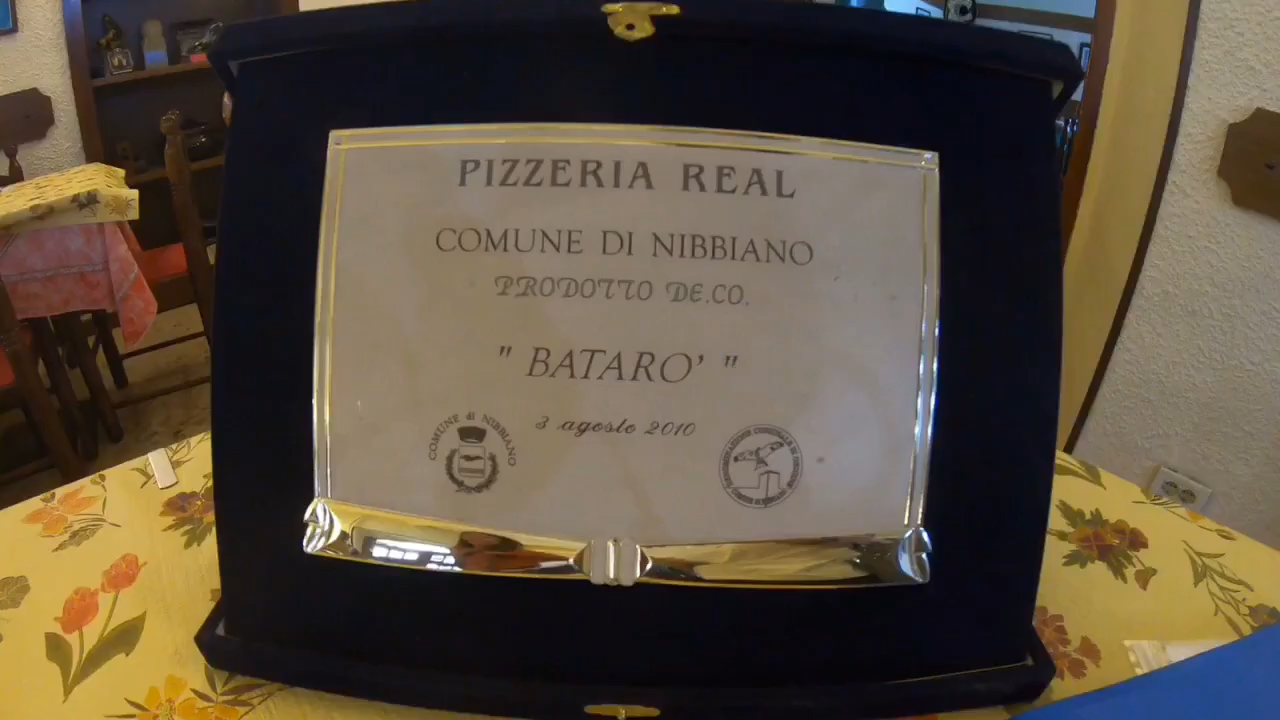 PIZZERIA REAL
COMUNE DI NIBBIANO
PRODOTTO DE.CO.
" BATARO' "
3 agosto 2010
COMUNE di NIBBIANO